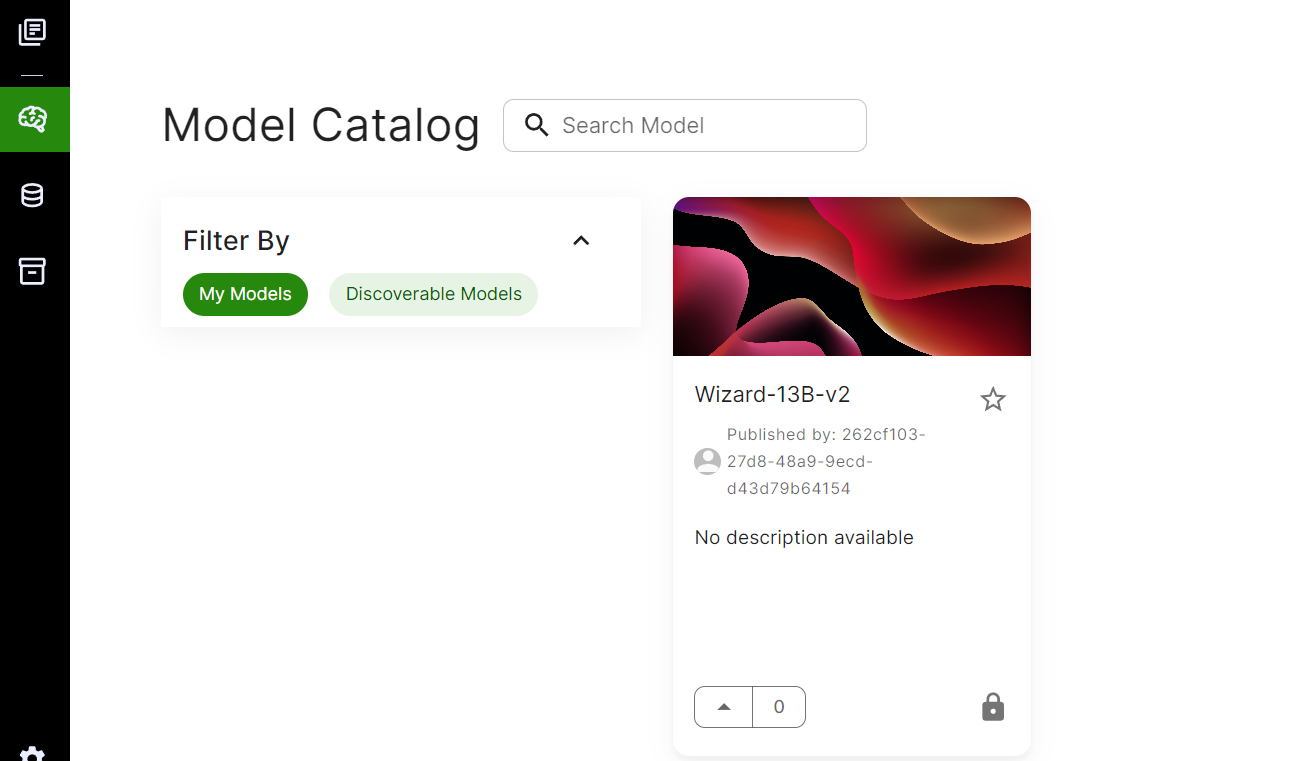 Model Catalog
Search Model
Filter By
My Models
Discoverable Models
Wizard-13B-v2
Published by: 262cf103-
27d8-48a9-9ecd-
d43d79b64154
No description available
0